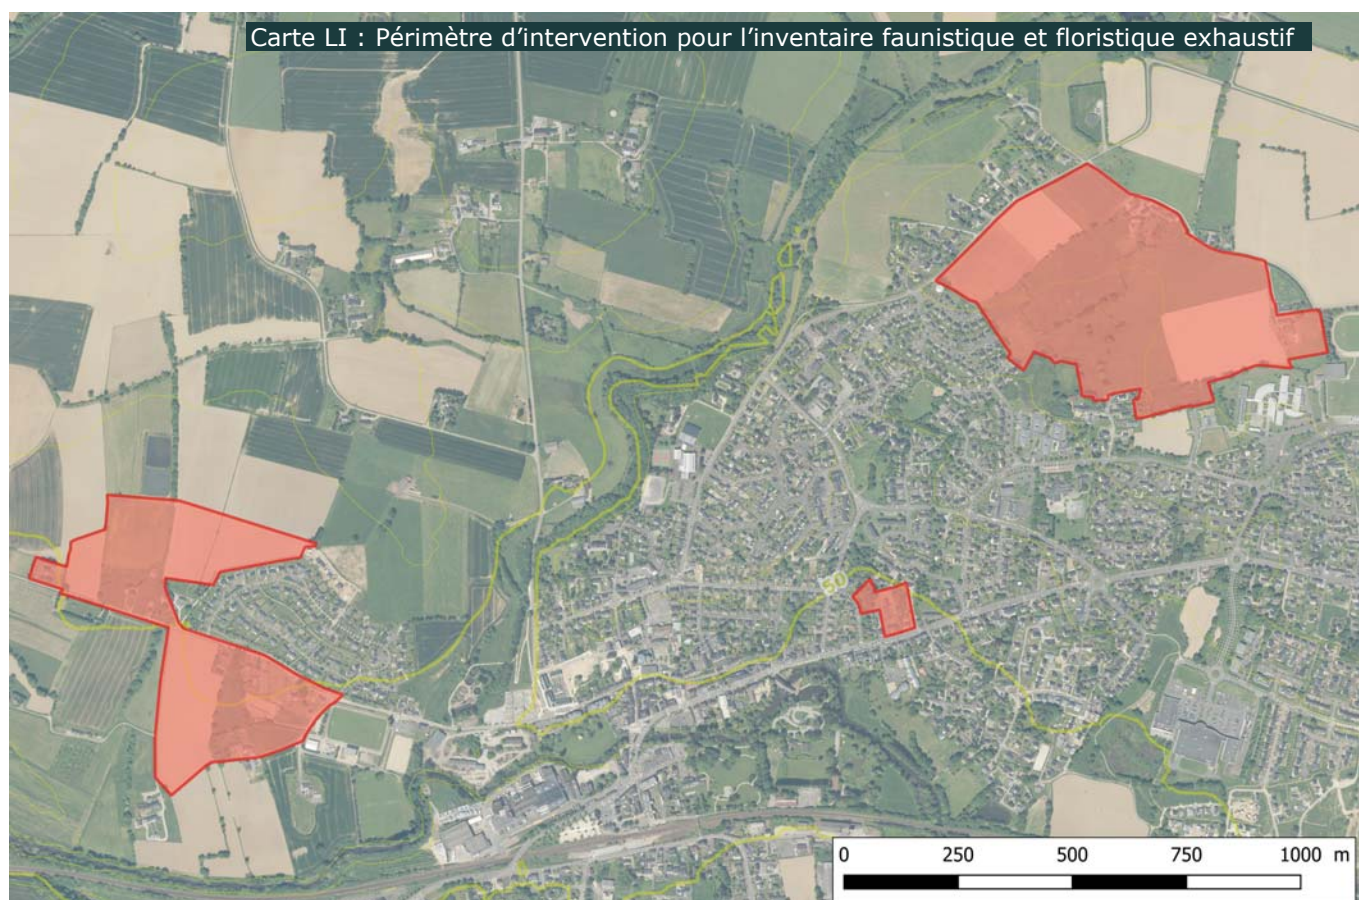 Carte LI : Périmètre d’intervention pour l’inventaire faunistique et floristique exhaustif
50
0 250 500 750 1000 m